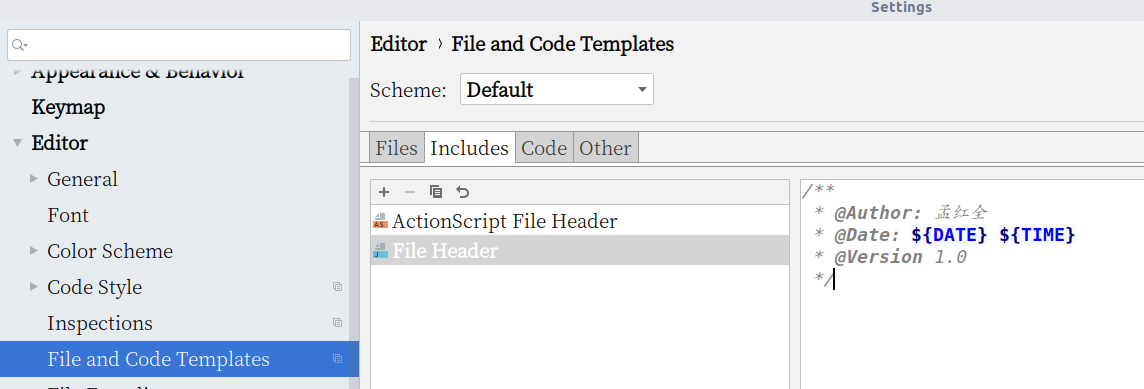 Settings
Appearance & Behavior
Keymap
Editor
General
Font
Color Scheme
Code Style
Inspections
File and Code Templates
Editor › File and Code Templates
Scheme: Default
Files Includes Code Other
ActionScript File Header
File Header
/**
* @Author: 孟红全
* @Date: ${DATE} ${TIME}
* @Version 1.0
*/